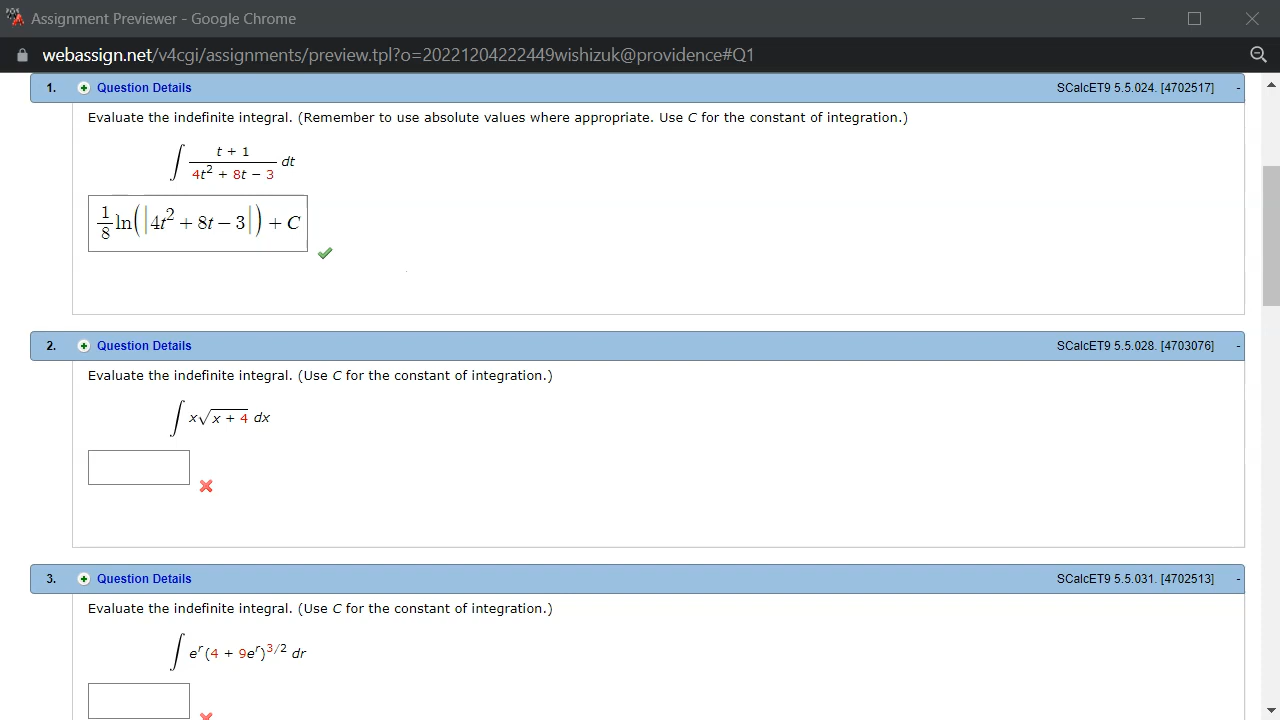 Assignment Previewer - Google Chrome
webassign.net/v4cgi/assignments/preview.tpl?o=20221204222449wishizuk@providence#Q1
1. Question Details SCalcET9 5.5.024. [4702517] -
Evaluate the indefinite integral. (Remember to use absolute values where appropriate. Use C for the constant of integration.)
∫ (t + 1)/(4t² + 8t − 3) dt
1/8 ln(|4t² + 8t − 3|) + C
2. Question Details SCalcET9 5.5.028. [4703076] -
Evaluate the indefinite integral. (Use C for the constant of integration.)
∫ x√(x + 4) dx
3. Question Details SCalcET9 5.5.031. [4702513] -
Evaluate the indefinite integral. (Use C for the constant of integration.)
∫ eʳ(4 + 9eʳ)^(3/2) dr